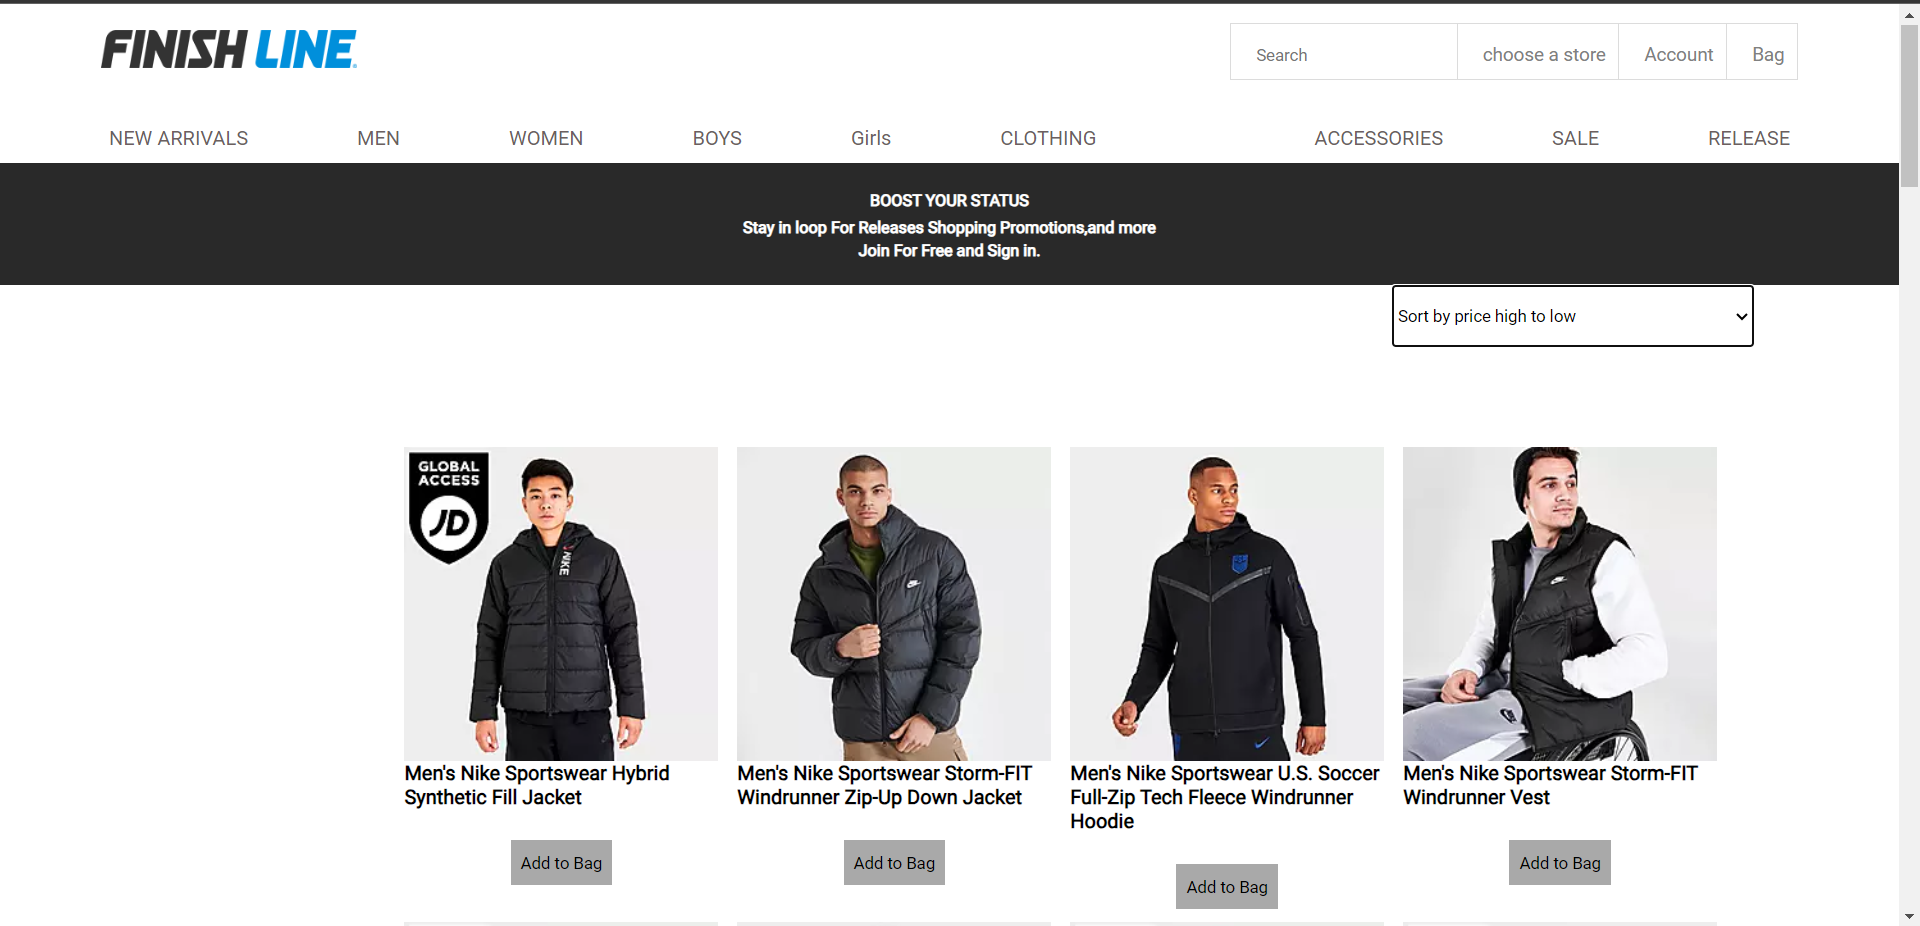 FINISH LINE
Search
choose a store
Account
Bag
NEW ARRIVALS
MEN
WOMEN
BOYS
Girls
CLOTHING
ACCESSORIES
SALE
RELEASE
BOOST YOUR STATUS
Stay in loop For Releases Shopping Promotions,and more
Join For Free and Sign in.
Sort by price high to low
GLOBAL
ACCESS
JD
NIKE
Men's Nike Sportswear Hybrid
Synthetic Fill Jacket
Add to Bag
Men's Nike Sportswear Storm-FIT
Windrunner Zip-Up Down Jacket
Add to Bag
Men's Nike Sportswear U.S. Soccer
Full-Zip Tech Fleece Windrunner
Hoodie
Add to Bag
Men's Nike Sportswear Storm-FIT
Windrunner Vest
Add to Bag